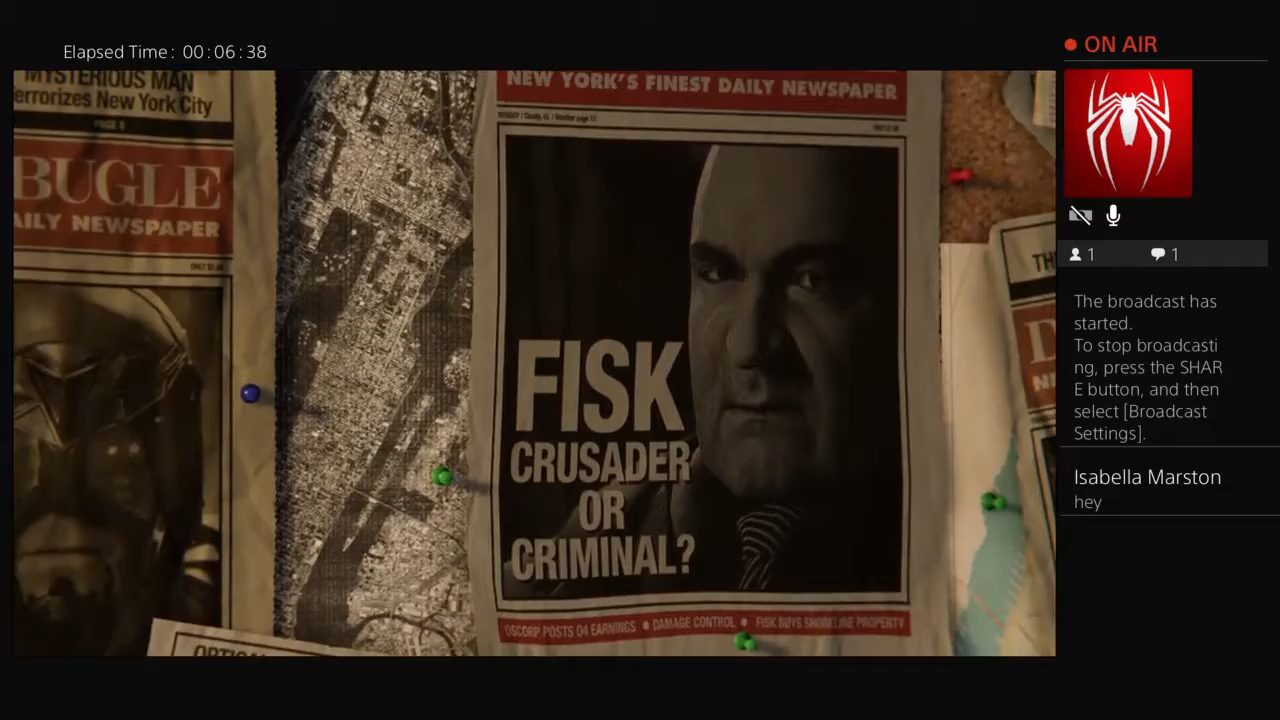 Elapsed Time: 00:06:38
ON AIR
MYSTERIOUS MAN
errorizes New York City
PAGE 8
BUGLE
AILY NEWSPAPER
NEW YORK'S FINEST DAILY NEWSPAPER
FISK
CRUSADER
OR
CRIMINAL?
OSCORP POSTS Q4 EARNINGS ● DAMAGE CONTROL ● FISK BUYS SHORELINE PROPERTY
TH
D
1
1
The broadcast has
started.
To stop broadcasti
ng, press the SHAR
E button, and then
select [Broadcast
Settings].
Isabella Marston
hey